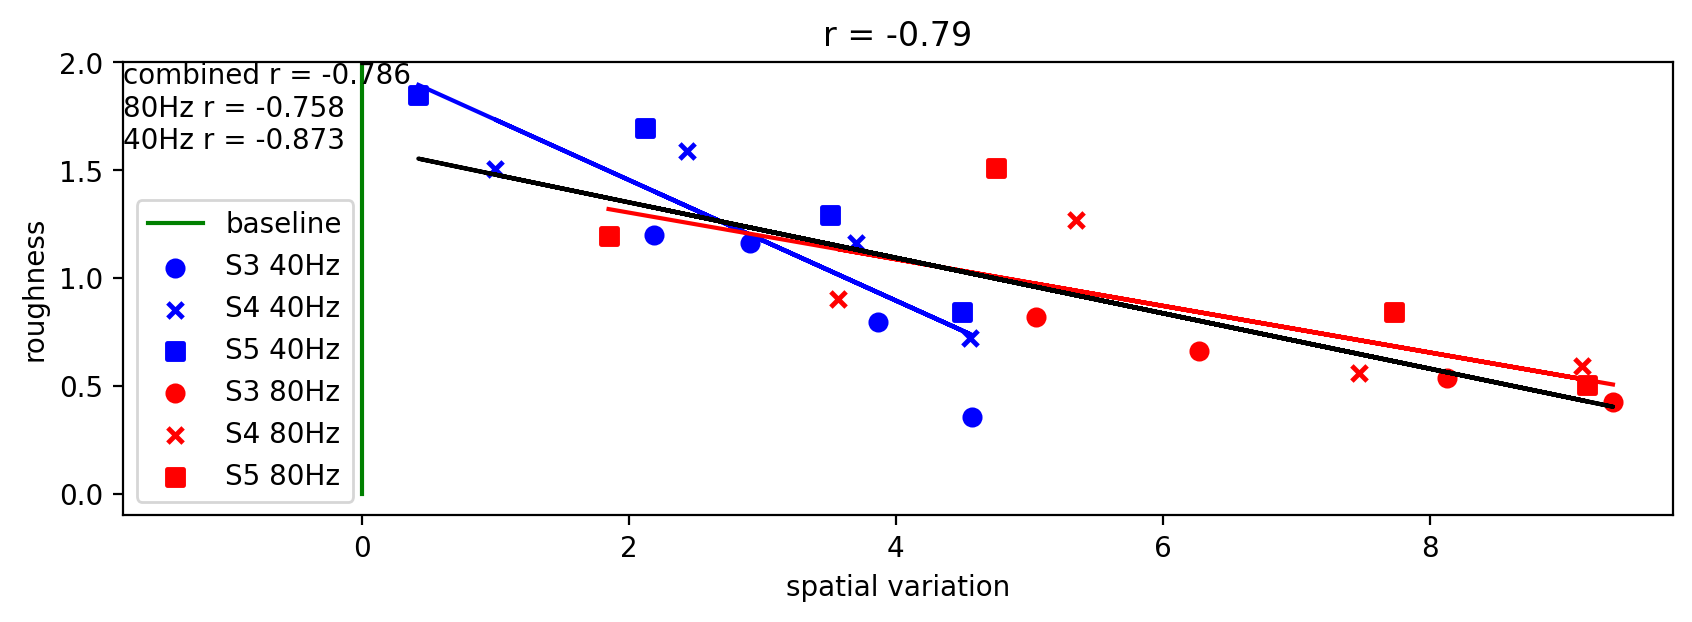 r = -0.79
combined r = -0.786
80Hz r = -0.758
40Hz r = -0.873
2.0
1.5
1.0
0.5
0.0
roughness
baseline
S3 40Hz
S4 40Hz
S5 40Hz
S3 80Hz
S4 80Hz
S5 80Hz
0 2 4 6 8
spatial variation